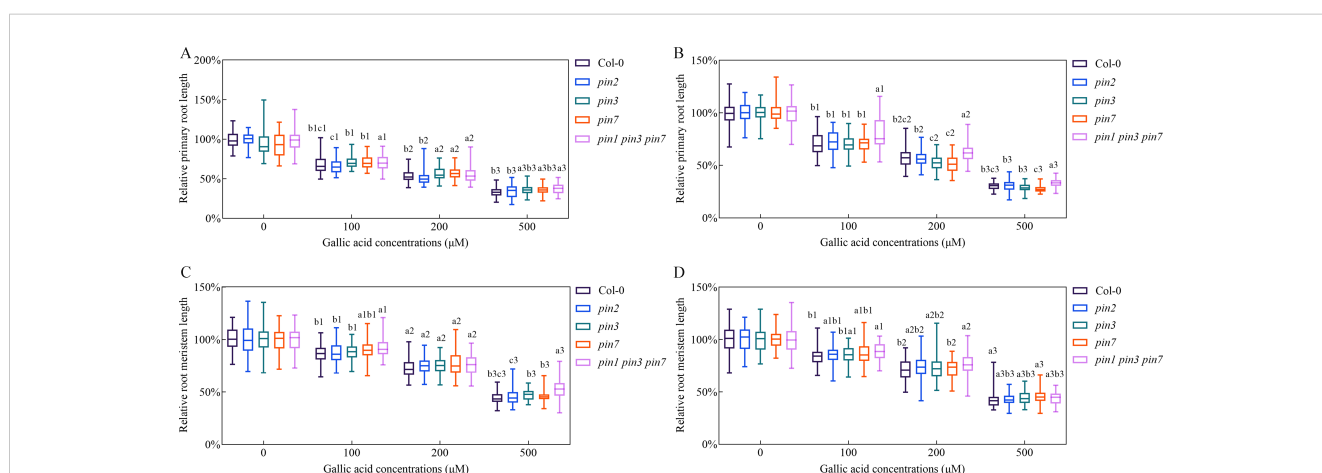 A
200%
150%
100%
50%
0%
Relative primary root length
b1c1 c1 b1 b1 a1
b2 b2 a2 a2 a2
b3 b3 a3b3 a3b3 a3
0 100 200 500
Gallic acid concentrations (μM)
Col-0
pin2
pin3
pin7
pin1 pin3 pin7
B
150%
100%
50%
0%
Relative primary root length
b1 b1 b1 b1 a1
b2c2 b2 c2 c2 a2
b3c3 b3 b3 c3 a3
0 100 200 500
Gallic acid concentrations (μM)
Col-0
pin2
pin3
pin7
pin1 pin3 pin7
C
150%
100%
50%
0%
Relative root meristem length
b1 b1 b1 a1b1 a1
a2 a2 a2 a2 a2
b3c3 c3 b3 b3 a3
0 100 200 500
Gallic acid concentrations (μM)
Col-0
pin2
pin3
pin7
pin1 pin3 pin7
D
150%
100%
50%
0%
Relative root meristem length
b1 a1b1 b1a1 a1b1 a1
b2 a2b2 a2b2 b2 a2
a3 a3b3 a3b3 a3 a3b3
0 100 200 500
Gallic acid concentrations (μM)
Col-0
pin2
pin3
pin7
pin1 pin3 pin7